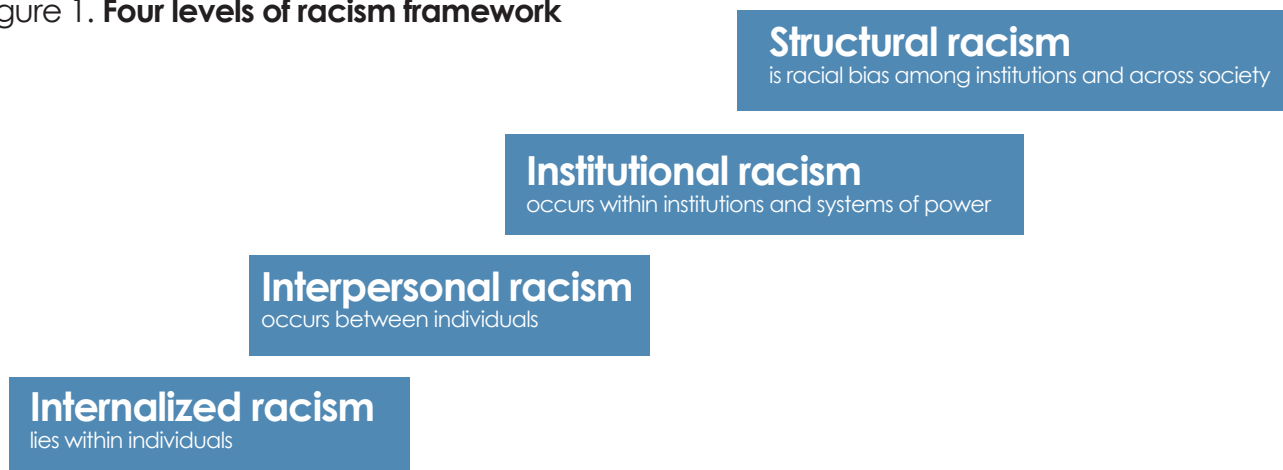 gure 1. Four levels of racism framework
Structural racism
is racial bias among institutions and across society
Institutional racism
occurs within institutions and systems of power
Interpersonal racism
occurs between individuals
Internalized racism
lies within individuals